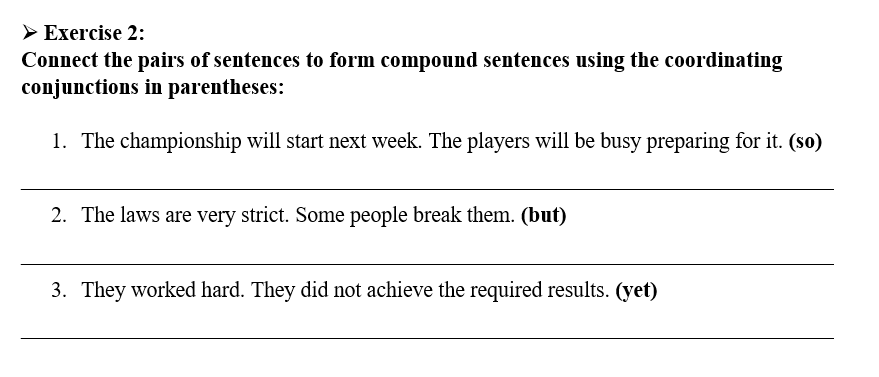 ➢ Exercise 2:
Connect the pairs of sentences to form compound sentences using the coordinating
conjunctions in parentheses:
1. The championship will start next week. The players will be busy preparing for it. (so)
2. The laws are very strict. Some people break them. (but)
3. They worked hard. They did not achieve the required results. (yet)